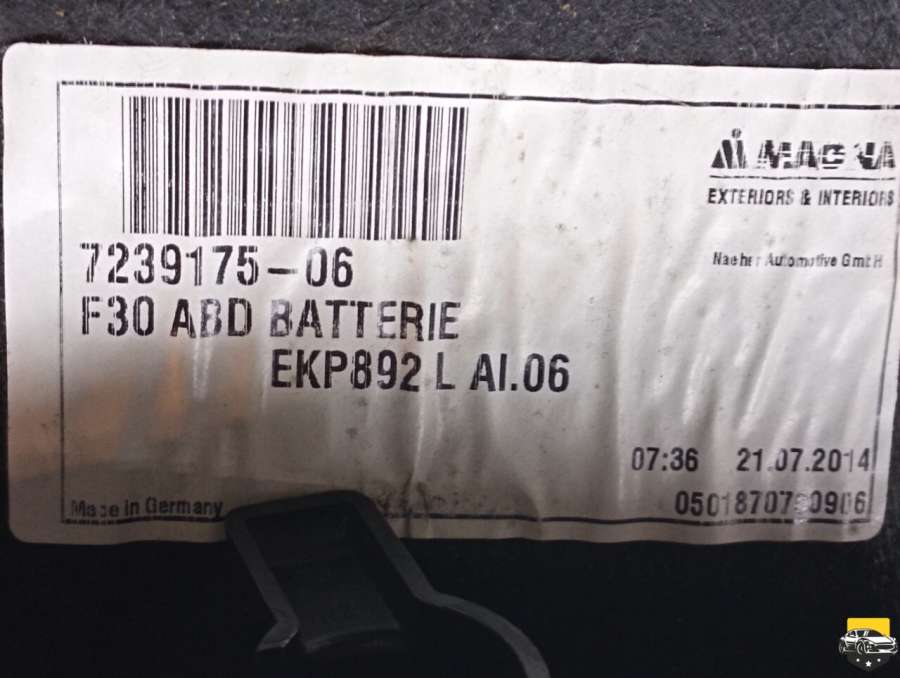 MAGNA
EXTERIORS & INTERIORS
7239175-06
Naeher Automotive GmbH
F30 ABD BATTERIE
EKP892 L AI.06
07:36 21.07.2014
Made in Germany